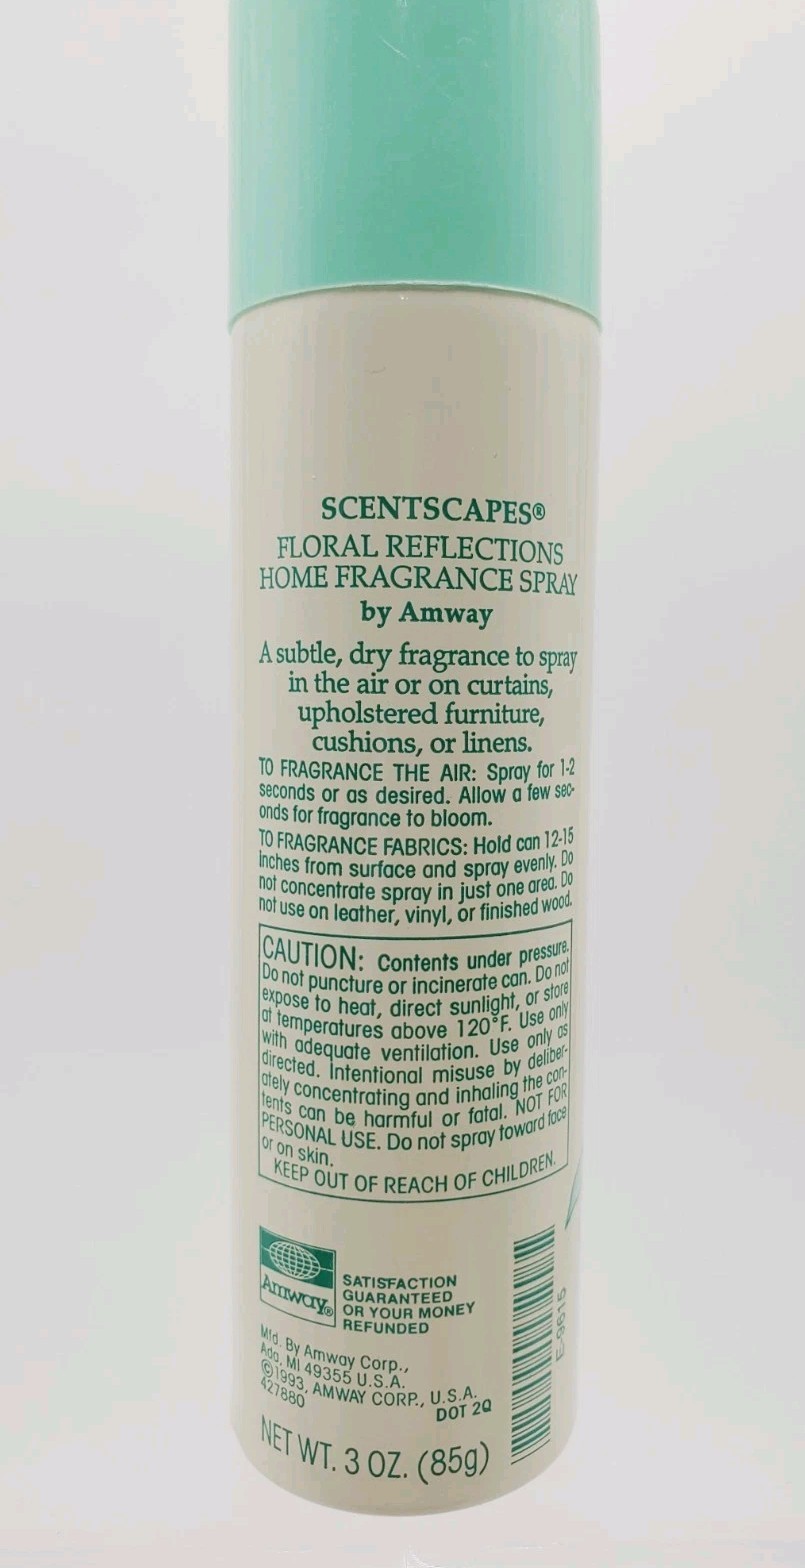 SCENTSCAPES®
FLORAL REFLECTIONS
HOME FRAGRANCE SPRAY
by Amway
A subtle, dry fragrance to spray
in the air or on curtains,
upholstered furniture,
cushions, or linens.
TO FRAGRANCE THE AIR: Spray for 1-2
seconds or as desired. Allow a few sec-
onds for fragrance to bloom.
TO FRAGRANCE FABRICS: Hold can 12-15
inches from surface and spray evenly. Do
not concentrate spray in just one area. Do
not use on leather, vinyl, or finished wood.
CAUTION: Contents under pressure.
Do not puncture or incinerate can. Do not
expose to heat, direct sunlight, or store
at temperatures above 120°F. Use only
with adequate ventilation. Use only as
directed. Intentional misuse by deliber-
ately concentrating and inhaling the con-
tents can be harmful or fatal. NOT FOR
PERSONAL USE. Do not spray toward face
or on skin.
KEEP OUT OF REACH OF CHILDREN.
Amway®
SATISFACTION
GUARANTEED
OR YOUR MONEY
REFUNDED
Mfd. By Amway Corp.,
Ada, MI 49355 U.S.A.
©1993, AMWAY CORP., U.S.A.
427880
DOT 2Q
E-9615
NET WT. 3 OZ. (85g)